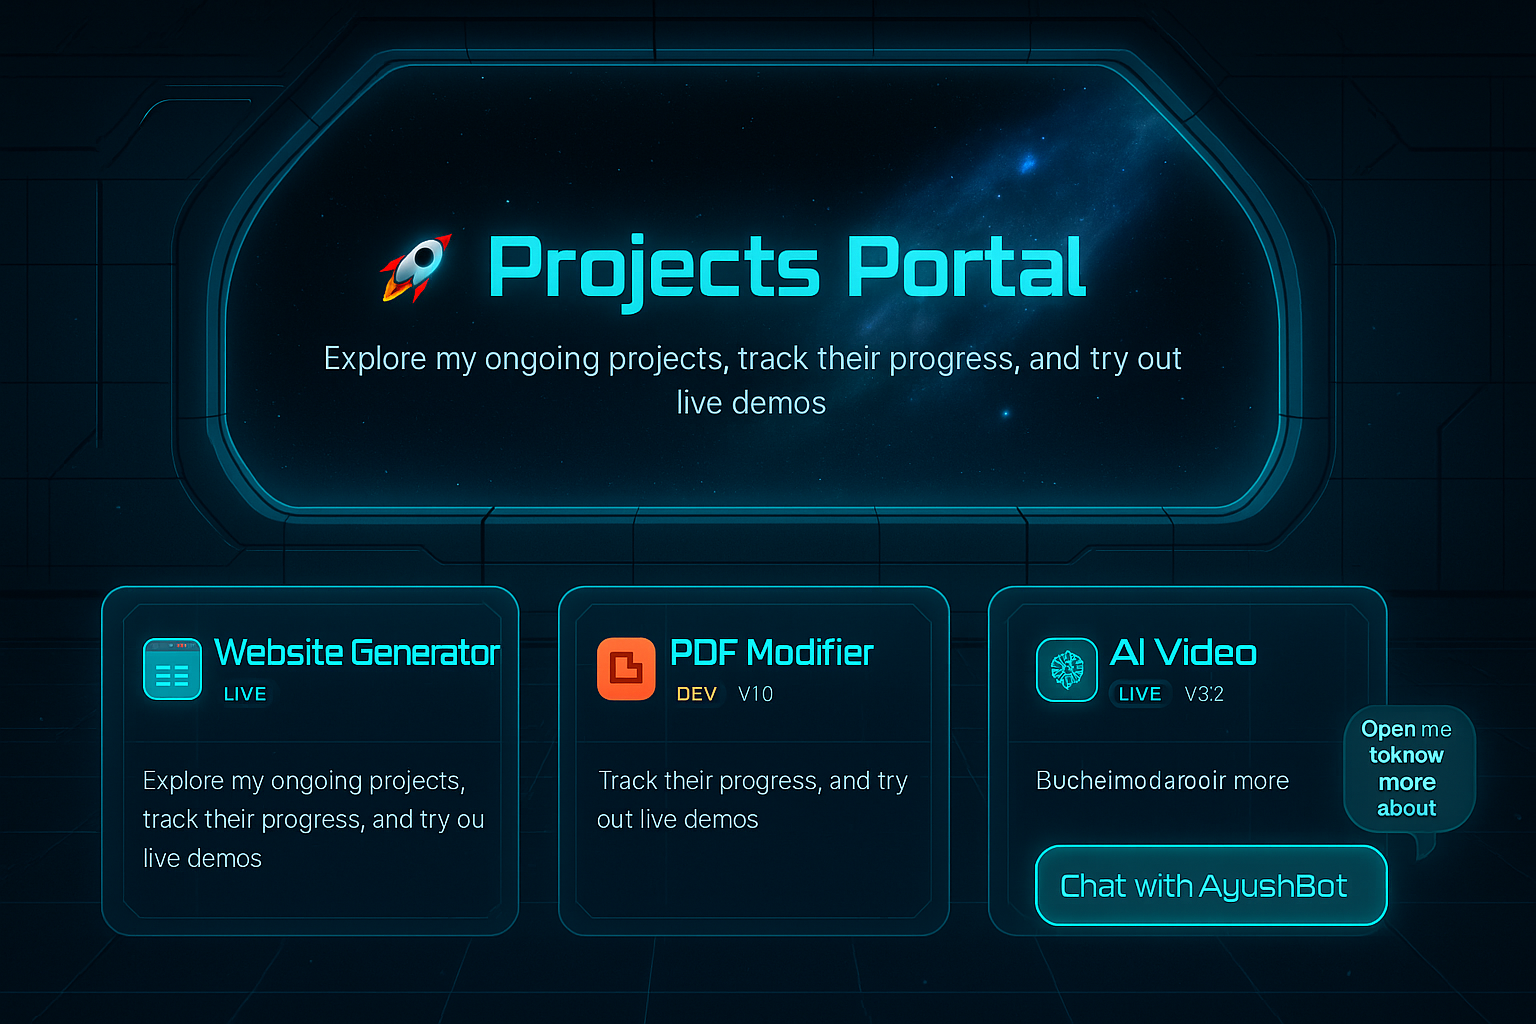 Projects Portal
Explore my ongoing projects, track their progress, and try out
live demos
Website Generator
LIVE
Explore my ongoing projects,
track their progress, and try ou
live demos
PDF Modifier
DEV V10
Track their progress, and try
out live demos
AI Video
LIVE V3:2
Bucheimodarooir more
Open me
toknow
more
about
Chat with AyushBot